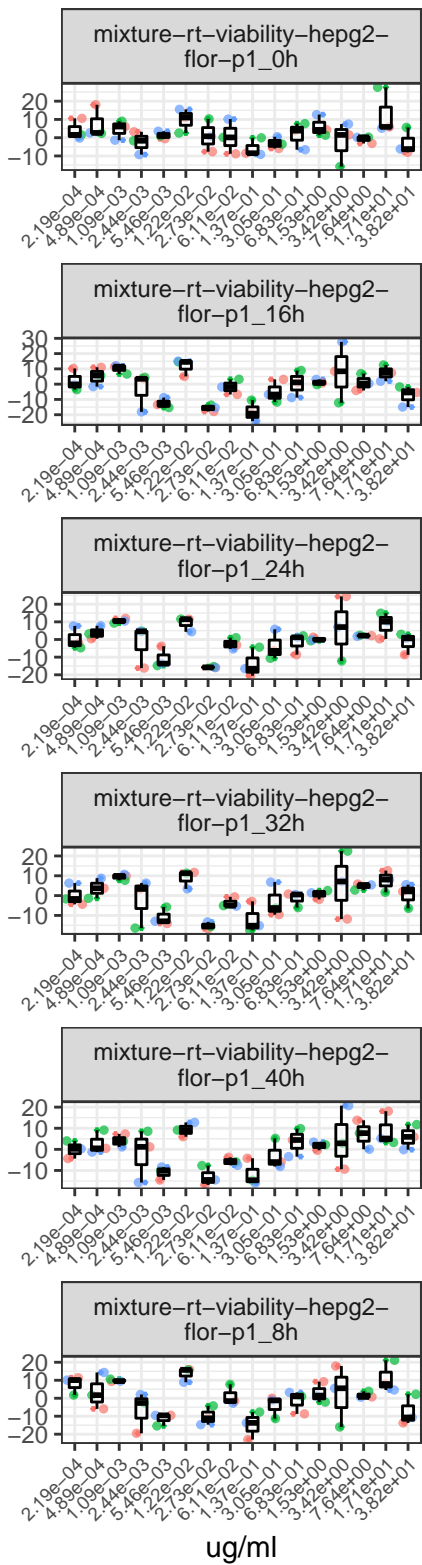 mixture−rt−viability−hepg2−
flor−p1_0h
20
10
0
−10
2.19e−04
4.89e−04
1.09e−03
2.44e−03
5.46e−03
1.22e−02
2.73e−02
6.11e−02
1.37e−01
3.05e−01
6.83e−01
1.53e+00
3.42e+00
7.64e+00
1.71e+01
3.82e+01
mixture−rt−viability−hepg2−
flor−p1_16h
30
20
10
0
−10
−20
2.19e−04
4.89e−04
1.09e−03
2.44e−03
5.46e−03
1.22e−02
2.73e−02
6.11e−02
1.37e−01
3.05e−01
6.83e−01
1.53e+00
3.42e+00
7.64e+00
1.71e+01
3.82e+01
mixture−rt−viability−hepg2−
flor−p1_24h
20
10
0
−10
−20
2.19e−04
4.89e−04
1.09e−03
2.44e−03
5.46e−03
1.22e−02
2.73e−02
6.11e−02
1.37e−01
3.05e−01
6.83e−01
1.53e+00
3.42e+00
7.64e+00
1.71e+01
3.82e+01
mixture−rt−viability−hepg2−
flor−p1_32h
20
10
0
−10
2.19e−04
4.89e−04
1.09e−03
2.44e−03
5.46e−03
1.22e−02
2.73e−02
6.11e−02
1.37e−01
3.05e−01
6.83e−01
1.53e+00
3.42e+00
7.64e+00
1.71e+01
3.82e+01
mixture−rt−viability−hepg2−
flor−p1_40h
20
10
0
−10
2.19e−04
4.89e−04
1.09e−03
2.44e−03
5.46e−03
1.22e−02
2.73e−02
6.11e−02
1.37e−01
3.05e−01
6.83e−01
1.53e+00
3.42e+00
7.64e+00
1.71e+01
3.82e+01
mixture−rt−viability−hepg2−
flor−p1_8h
20
10
0
−10
−20
2.19e−04
4.89e−04
1.09e−03
2.44e−03
5.46e−03
1.22e−02
2.73e−02
6.11e−02
1.37e−01
3.05e−01
6.83e−01
1.53e+00
3.42e+00
7.64e+00
1.71e+01
3.82e+01
ug/ml